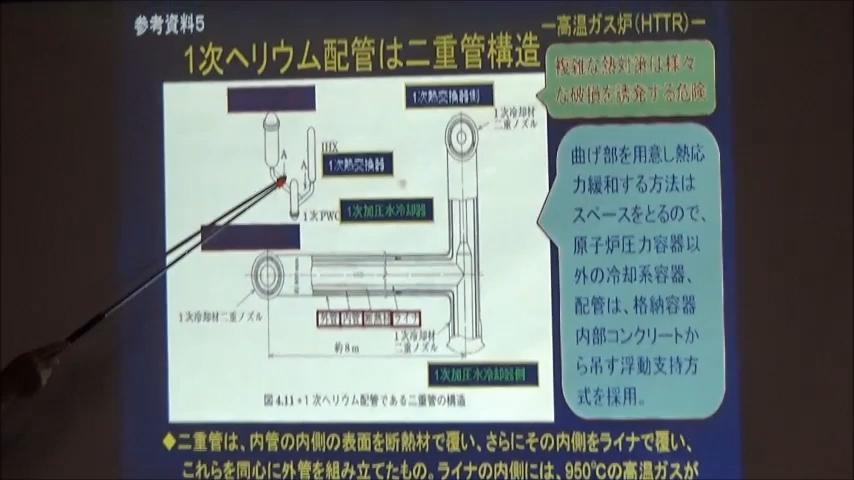 参考資料5
ー高温ガス炉(HTTR)ー
1次ヘリウム配管は二重管構造
複雑な熱対策は様々
な破損を誘発する危険
1次熱交換器側
1次冷却材
二重ノズル
IHX
A
A
1次熱交換器
1次PWC
1次加圧水冷却器
曲げ部を用意し熱応
力緩和する方法は
スペースをとるので、
原子炉圧力容器以
外の冷却系容器、
配管は、格納容器
内部コンクリートか
ら吊す浮動支持方
式を採用。
1次冷却材二重ノズル
外管
内管
断熱材
ライナ
1次冷却材
二重ノズル
約8m
1次加圧水冷却器側
図4.11・1次ヘリウム配管である二重管の構造
◆二重管は、内管の内側の表面を断熱材で覆い、さらにその内側をライナで覆い、
これらを同心に外管を組み立てたもの。ライナの内側には、950℃の高温ガスが